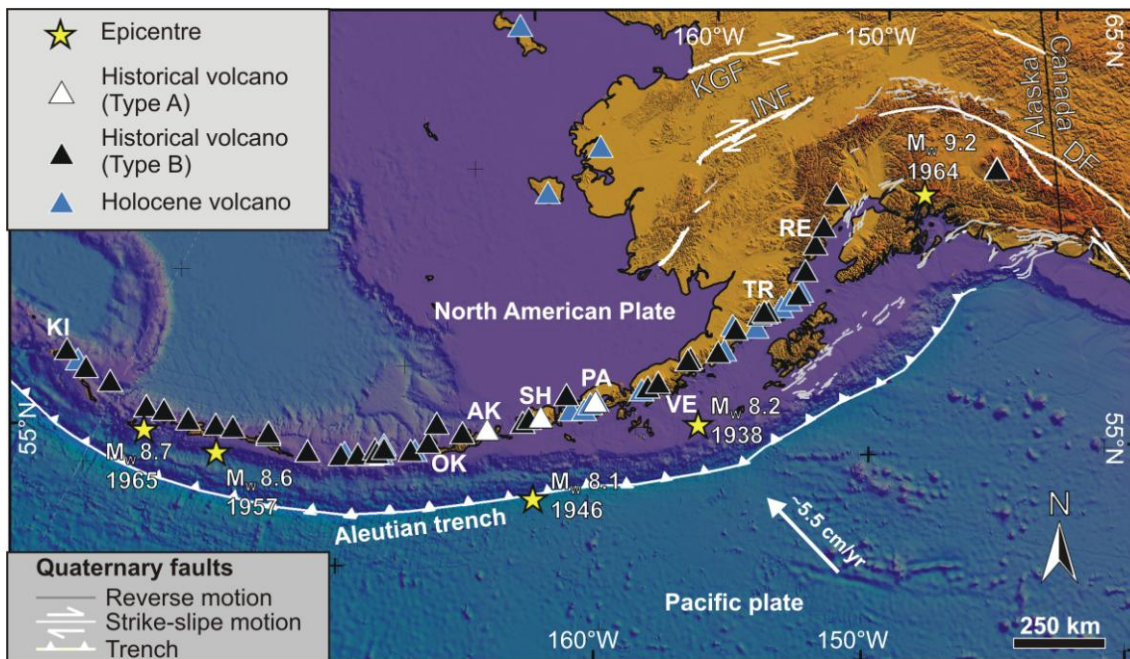 Epicentre
Historical volcano
(Type A)
Historical volcano
(Type B)
Holocene volcano
160°W
150°W
65°N
KGF
INF
Alaska
Canada
DF
Mw 9.2
1964
RE
TR
North American Plate
KI
PA
SH
AK
VE
OK
Mw 8.2
1938
55°N
55°N
Mw 8.7
1965
Mw 8.6
1957
Mw 8.1
1946
Aleutian trench
~5.5 cm/yr
N
Pacific plate
Quaternary faults
Reverse motion
Strike-slipe motion
Trench
160°W
150°W
250 km